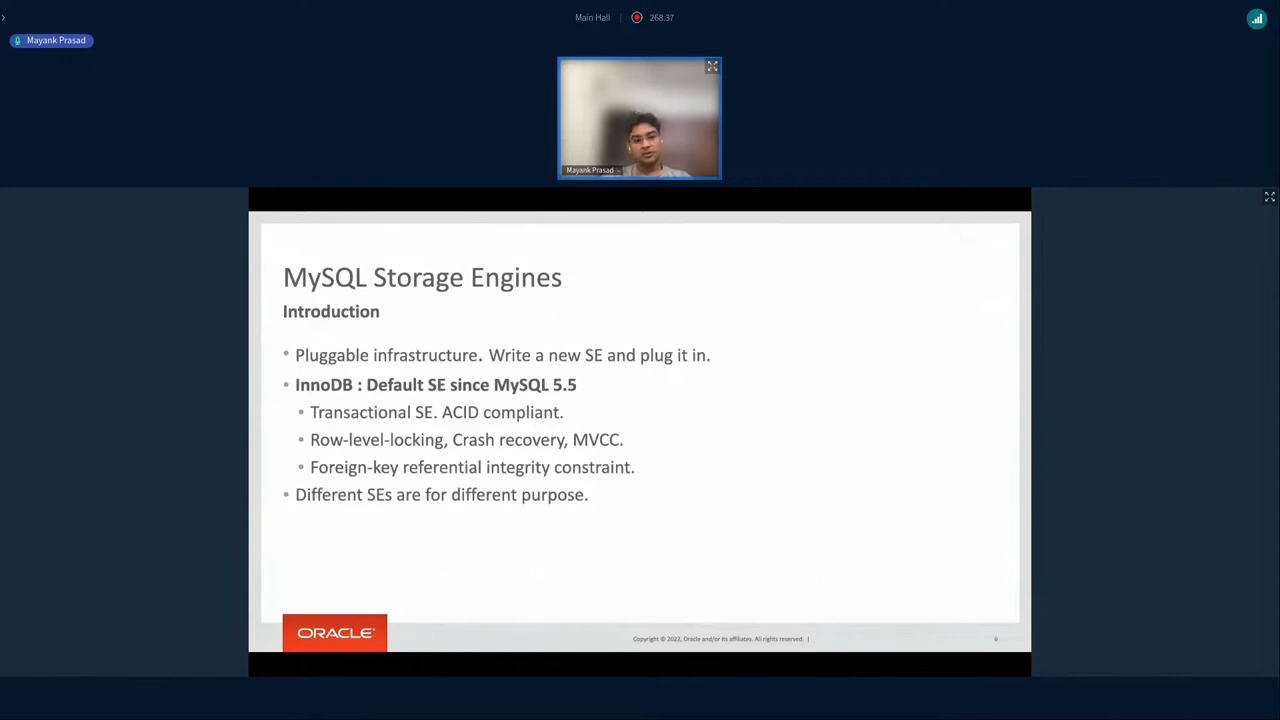 Main Hall
268:37
Mayank Prasad
Mayank Prasad
MySQL Storage Engines
Introduction
• Pluggable infrastructure. Write a new SE and plug it in.
• InnoDB : Default SE since MySQL 5.5
• Transactional SE. ACID compliant.
• Row-level-locking, Crash recovery, MVCC.
• Foreign-key referential integrity constraint.
• Different SEs are for different purpose.
ORACLE®
Copyright © 2022, Oracle and/or its affiliates. All rights reserved. |